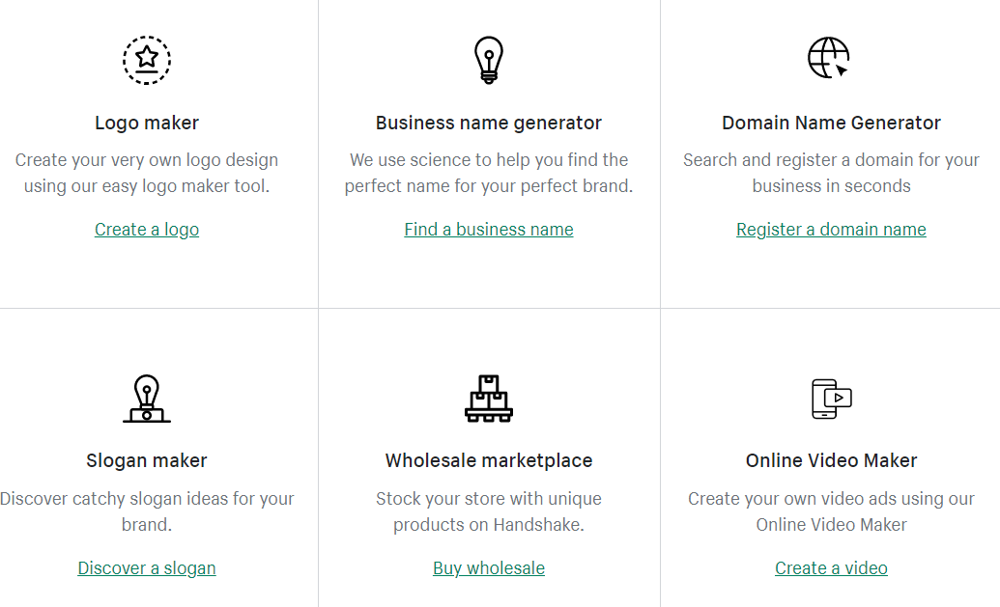 Logo maker
Create your very own logo design
using our easy logo maker tool.
Create a logo
Business name generator
We use science to help you find the
perfect name for your perfect brand.
Find a business name
Domain Name Generator
Search and register a domain for your
business in seconds
Register a domain name
Slogan maker
Discover catchy slogan ideas for your
brand.
Discover a slogan
Wholesale marketplace
Stock your store with unique
products on Handshake.
Buy wholesale
Online Video Maker
Create your own video ads using our
Online Video Maker
Create a video